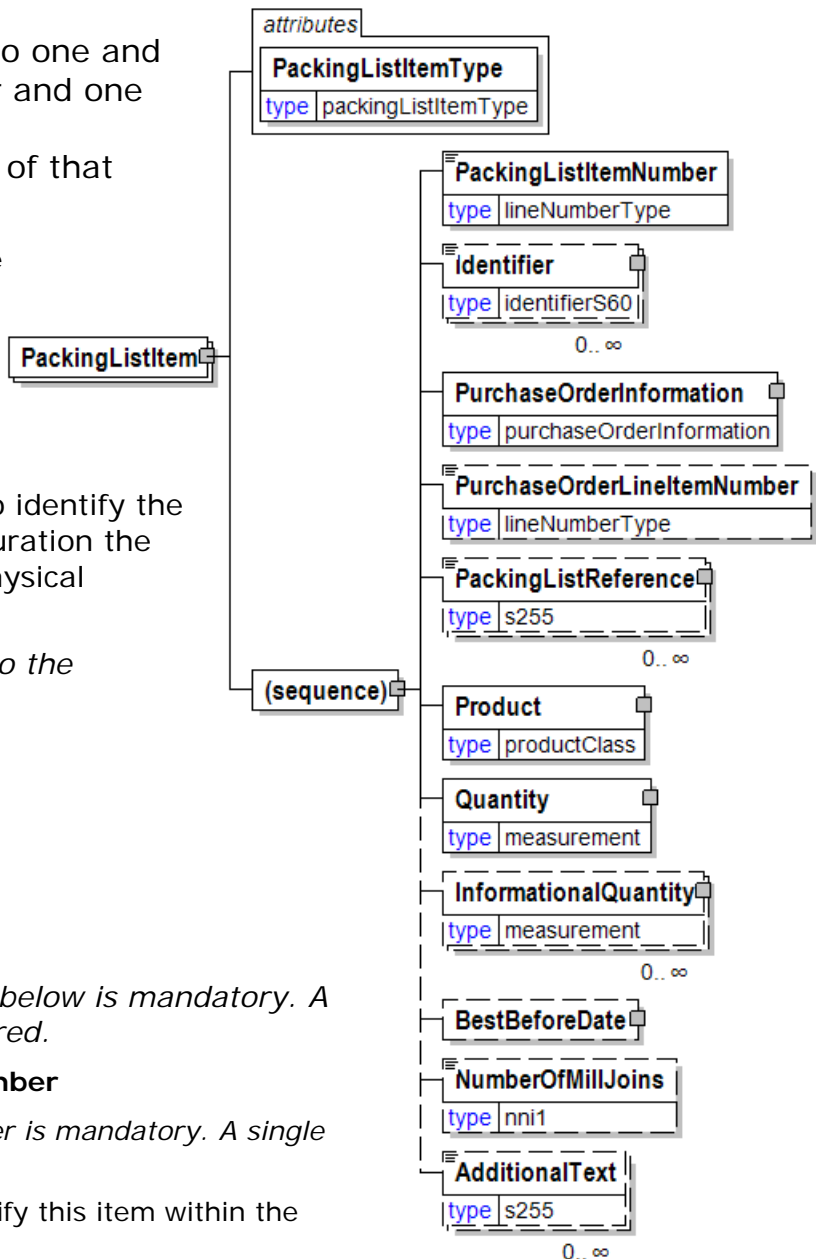 o one and
and one
of that
identify the
uration the
ysical
o the
below is mandatory. A
red.
nber
er is mandatory. A single
ify this item within the
attributes
PackingListItemType
type packingListItemType
PackingListItem
(sequence)
PackingListItemNumber
type lineNumberType
Identifier
type identifierS60
0.. ∞
PurchaseOrderInformation
type purchaseOrderInformation
PurchaseOrderLineItemNumber
type lineNumberType
PackingListReference
type s255
0.. ∞
Product
type productClass
Quantity
type measurement
InformationalQuantity
type measurement
0.. ∞
BestBeforeDate
NumberOfMillJoins
type nni1
AdditionalText
type s255
0.. ∞